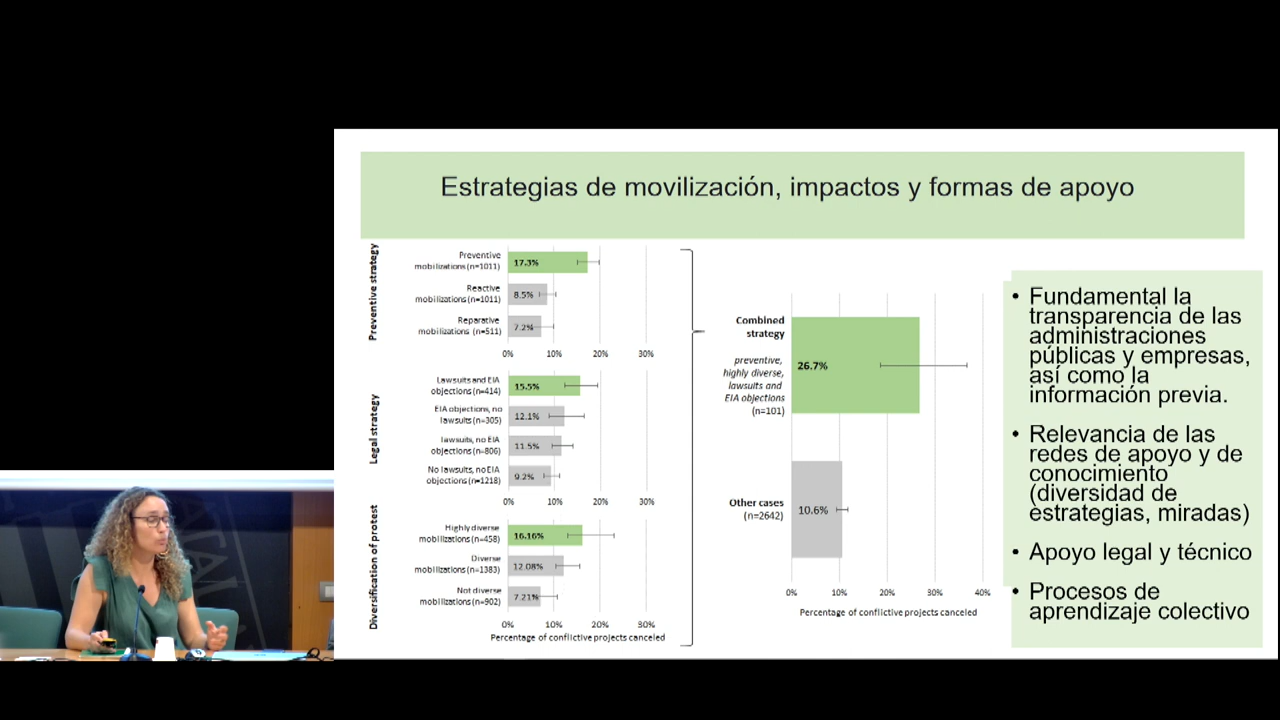 Estrategias de movilización, impactos y formas de apoyo
Preventive strategy
Preventive
mobilizations (n=1011)
17.3%
Reactive
mobilizations (n=1011)
8.5%
Reparative
mobilizations (n=511)
7.2%
0% 10% 20% 30%
Legal strategy
Lawsuits and EIA
objections (n=414)
15.5%
EIA objections, no
lawsuits (n=305)
12.1%
lawsuits, no EIA
objections (n=806)
11.5%
No lawsuits, no EIA
objections (n=1218)
9.2%
0% 10% 20% 30%
Diversification of protest
Highly diverse
mobilizations (n=458)
16.16%
Diverse
mobilizations (n=1383)
12.08%
Not diverse
mobilizations (n=902)
7.21%
0% 10% 20% 30%
Percentage of conflictive projects canceled
Combined
strategy
preventive,
highly diverse,
lawsuits and
EIA objections
(n=101)
26.7%
Other cases
(n=2642)
10.6%
0% 10% 20% 30% 40%
Percentage of conflictive projects canceled
• Fundamental la
transparencia de las
administraciones
públicas y empresas,
así como la
información previa.
• Relevancia de las
redes de apoyo y de
conocimiento
(diversidad de
estrategias, miradas)
• Apoyo legal y técnico
• Procesos de
aprendizaje colectivo